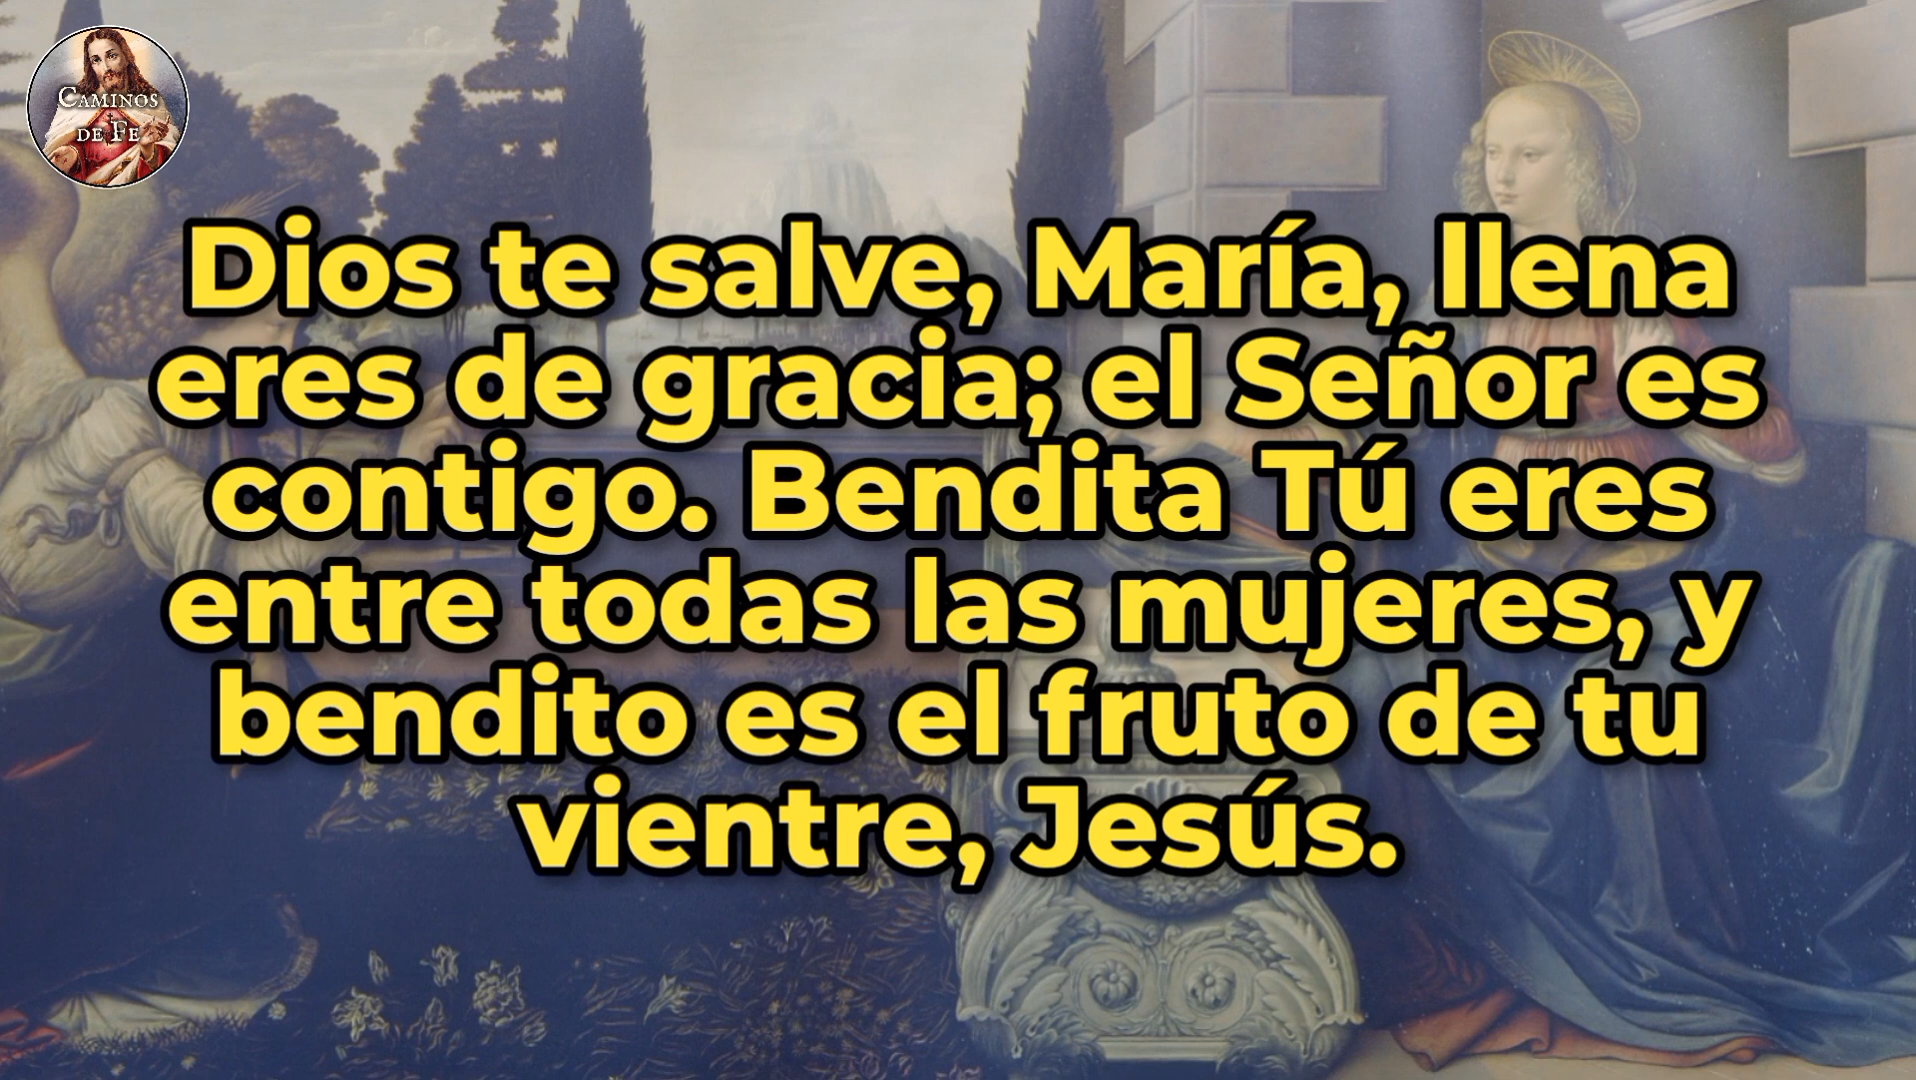 CAMINOS
DE FE
Dios te salve, María, llena
eres de gracia; el Señor es
contigo. Bendita Tú eres
entre todas las mujeres, y
bendito es el fruto de tu
vientre, Jesús.